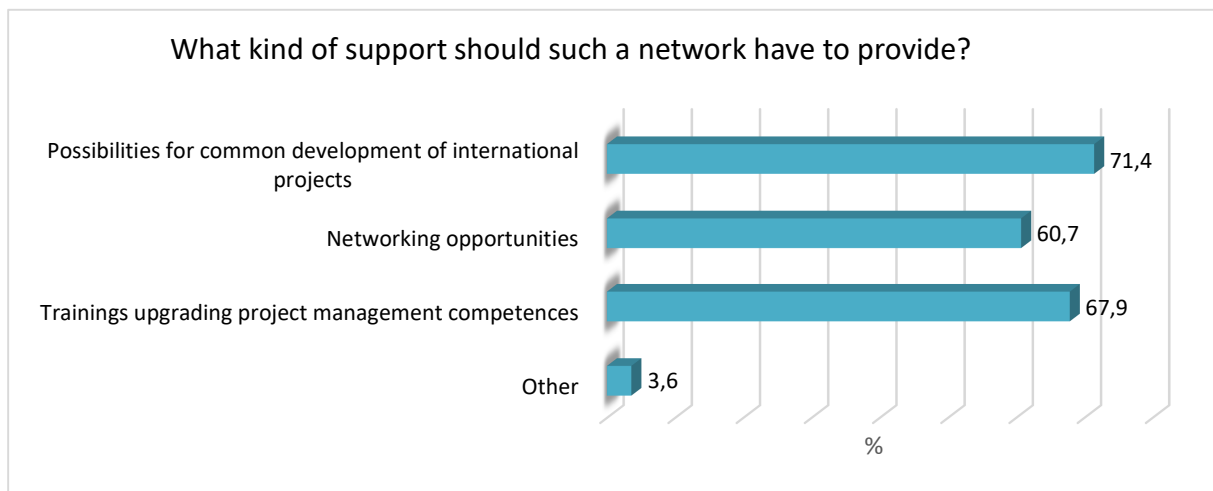 What kind of support should such a network have to provide?
Possibilities for common development of international
projects
71,4
Networking opportunities
60,7
Trainings upgrading project management competences
67,9
Other
3,6
%